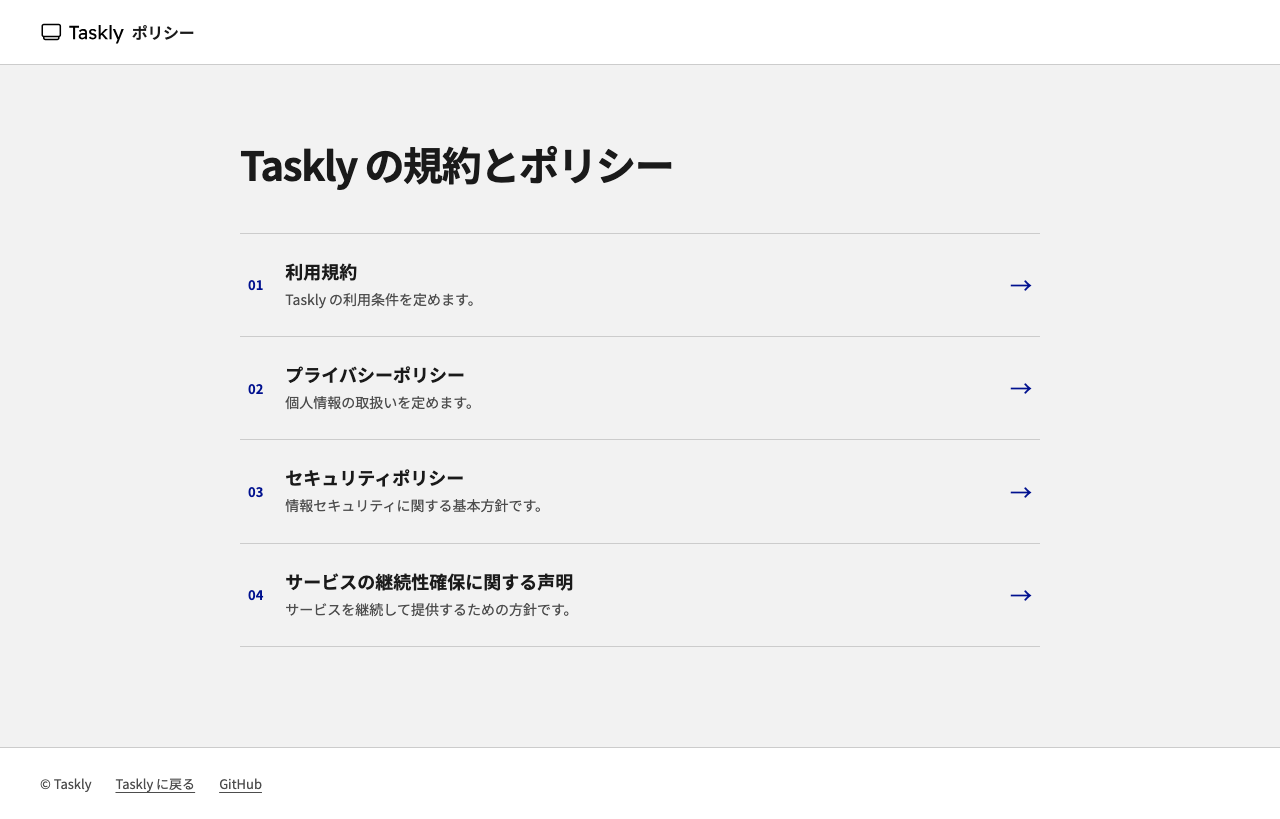 Taskly ポリシー
Taskly の規約とポリシー
01
利用規約
Taskly の利用条件を定めます。
→
02
プライバシーポリシー
個人情報の取扱いを定めます。
→
03
セキュリティポリシー
情報セキュリティに関する基本方針です。
→
04
サービスの継続性確保に関する声明
サービスを継続して提供するための方針です。
→
© Taskly Taskly に戻る GitHub